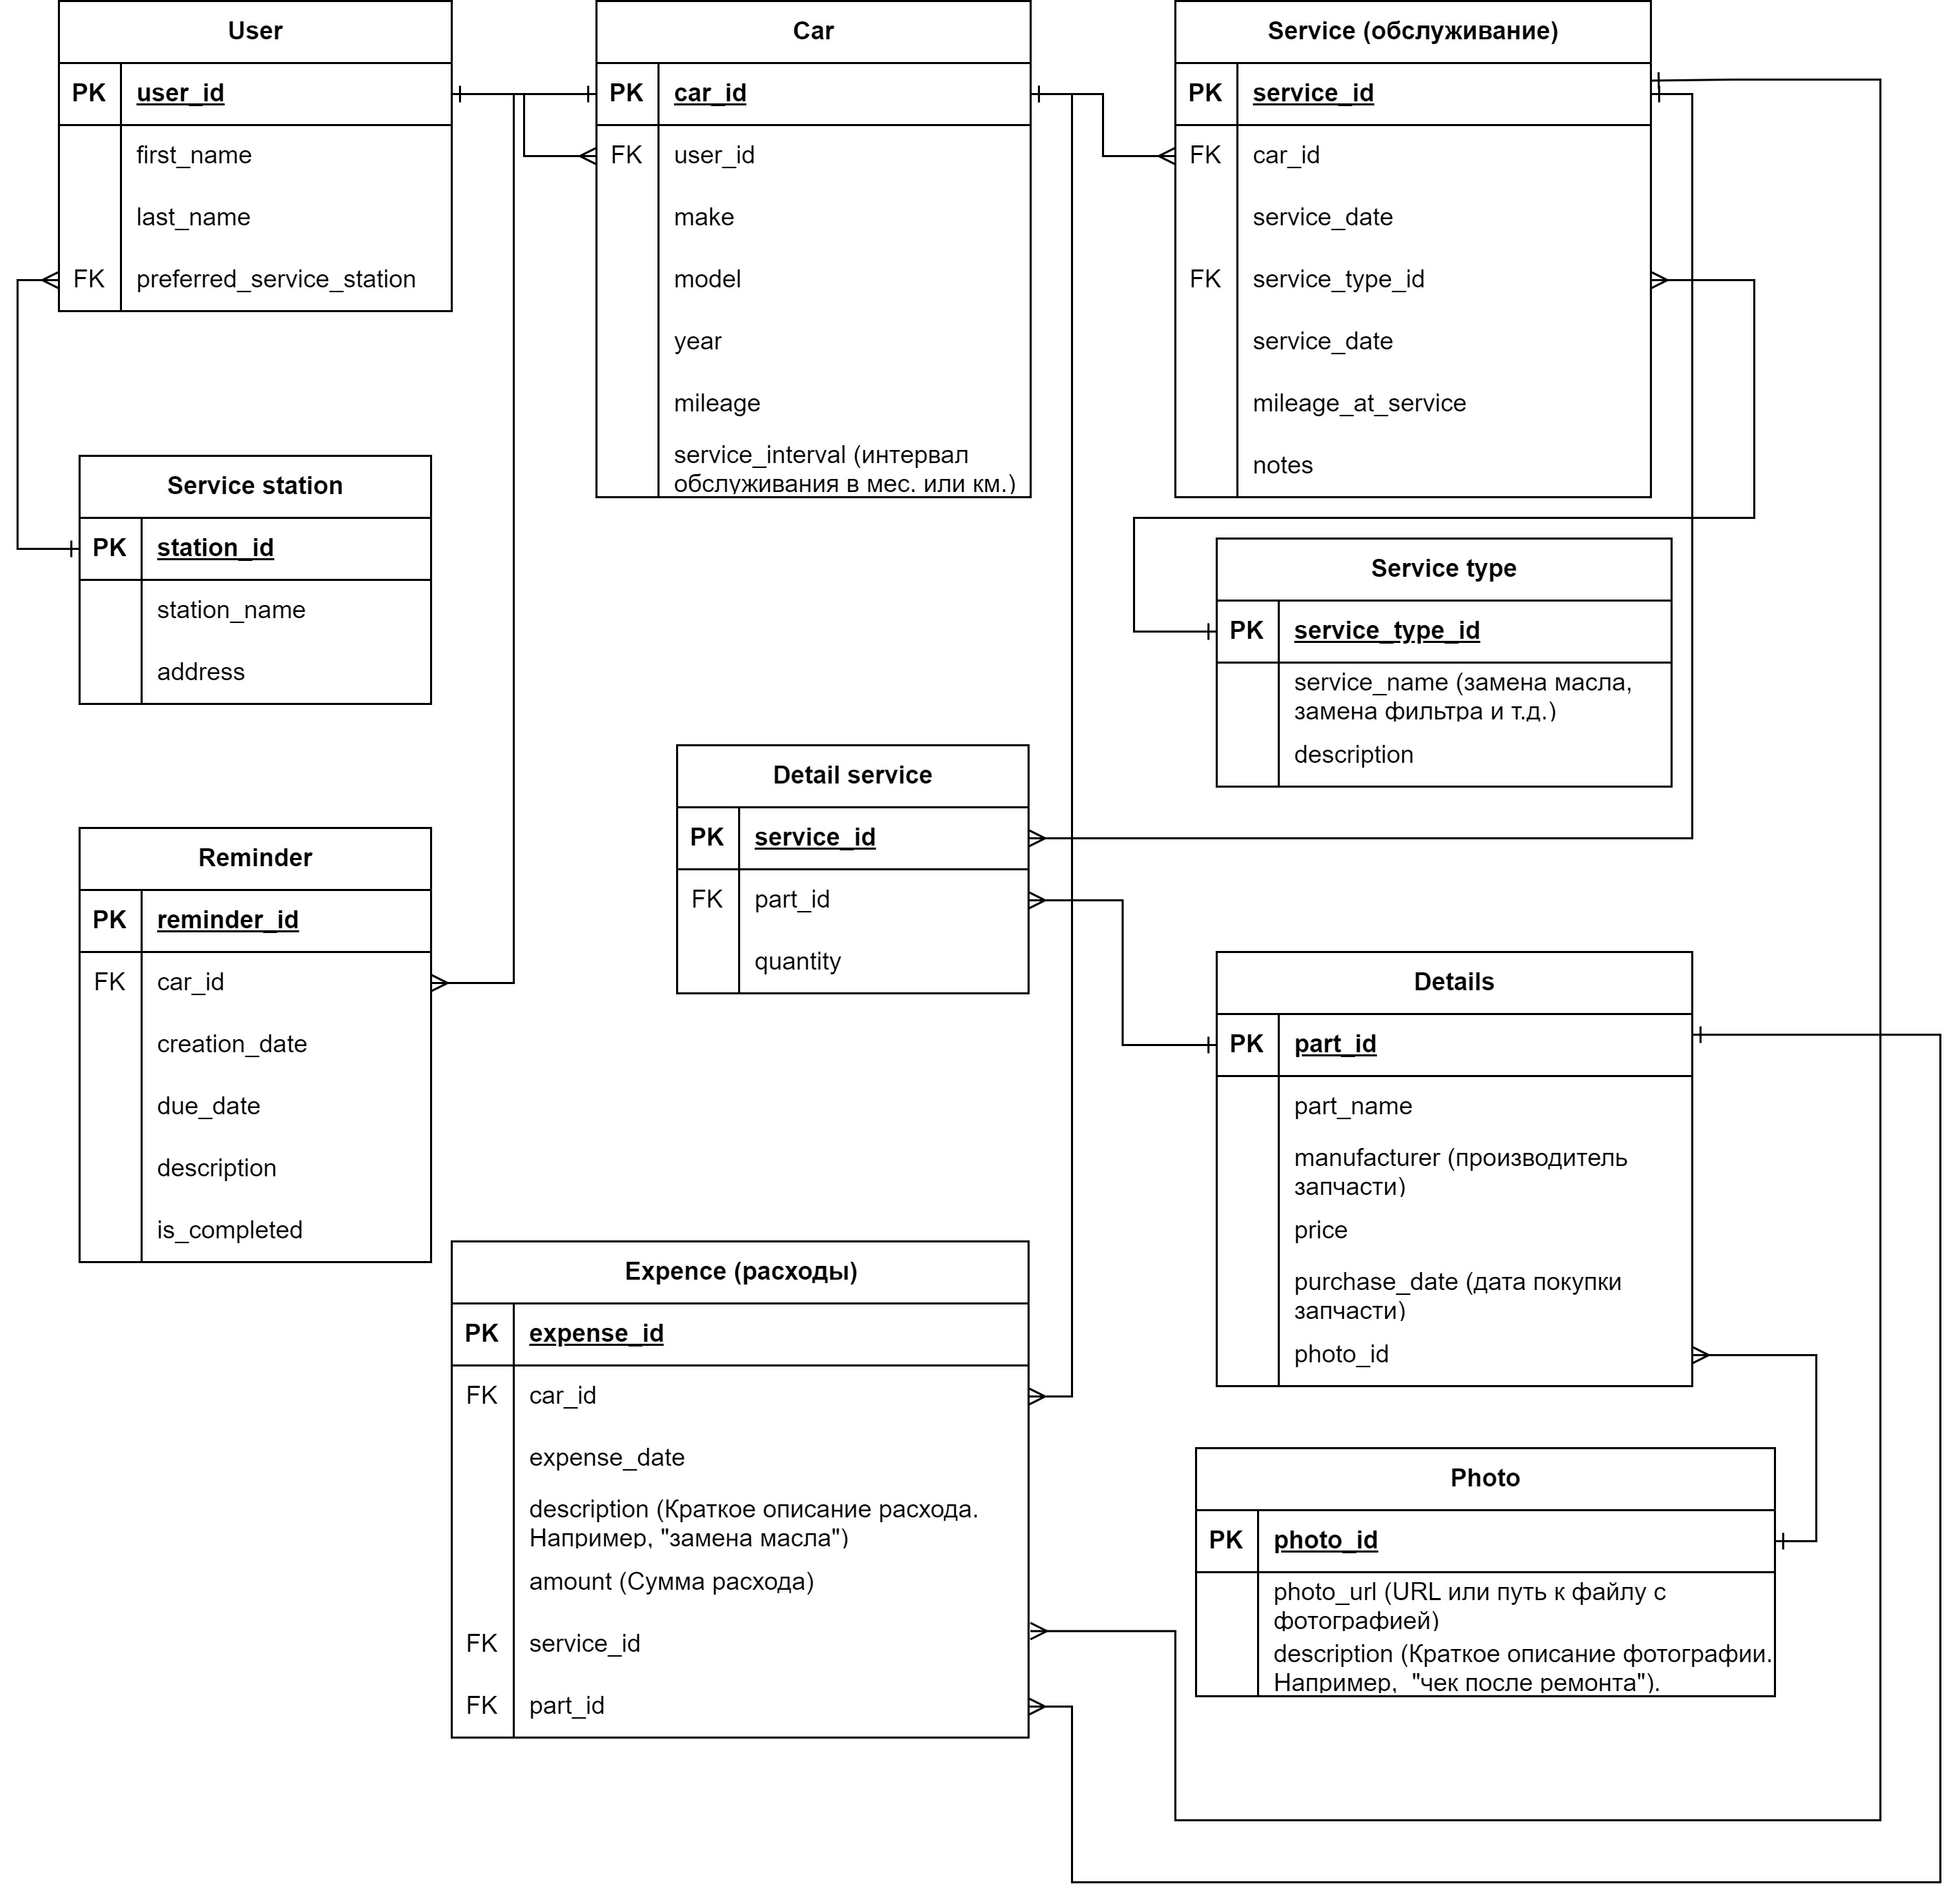 User
PK user_id
first_name
last_name
FK preferred_service_station
Car
PK car_id
FK user_id
make
model
year
mileage
service_interval (интервал
обслуживания в мес. или км.)
Service (обслуживание)
PK service_id
FK car_id
service_date
FK service_type_id
service_date
mileage_at_service
notes
Service station
PK station_id
station_name
address
Service type
PK service_type_id
service_name (замена масла,
замена фильтра и т.д.)
description
Detail service
PK service_id
FK part_id
quantity
Reminder
PK reminder_id
FK car_id
creation_date
due_date
description
is_completed
Details
PK part_id
part_name
manufacturer (производитель
запчасти)
price
purchase_date (дата покупки
запчасти)
photo_id
Expence (расходы)
PK expense_id
FK car_id
expense_date
description (Краткое описание расхода.
Например, "замена масла")
amount (Сумма расхода)
FK service_id
FK part_id
Photo
PK photo_id
photo_url (URL или путь к файлу с
фотографией)
description (Краткое описание фотографии.
Например, "чек после ремонта").